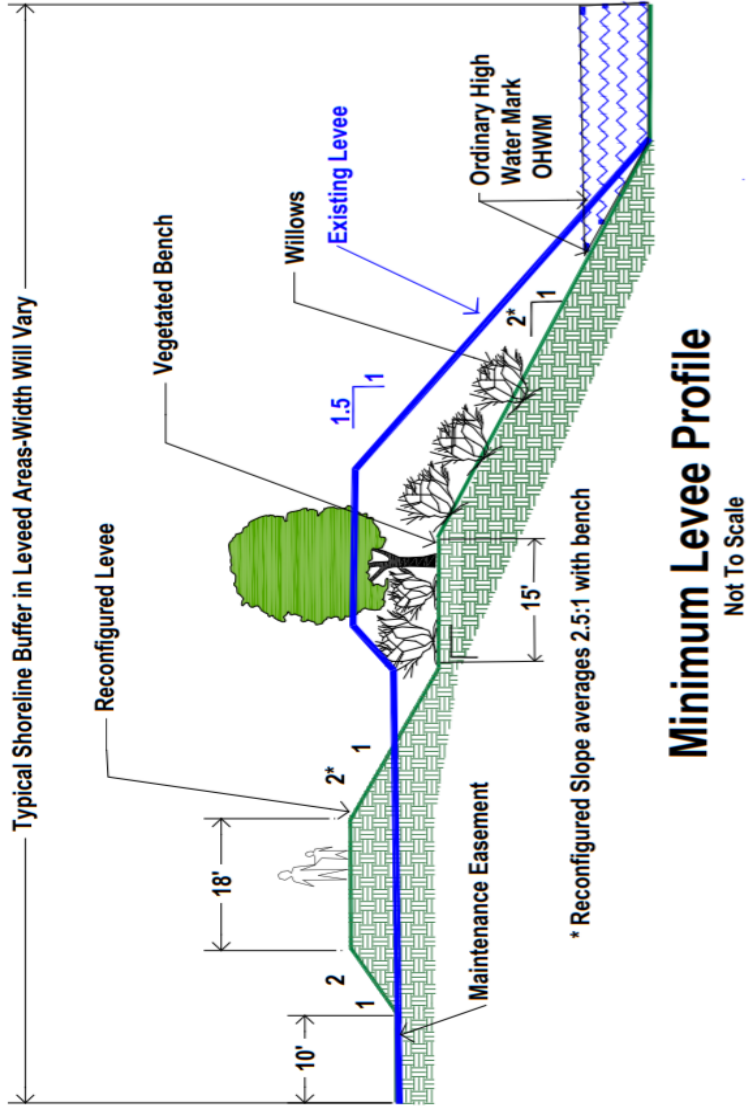 Typical Shoreline Buffer in Leveed Areas-Width Will Vary
Reconfigured Levee
Vegetated Bench
Willows
Existing Levee
Ordinary High
Water Mark
OHWM
18'
10'
2
1
2*
1
1.5
1
2*
1
15'
Maintenance Easement
* Reconfigured Slope averages 2.5:1 with bench
Minimum Levee Profile
Not To Scale